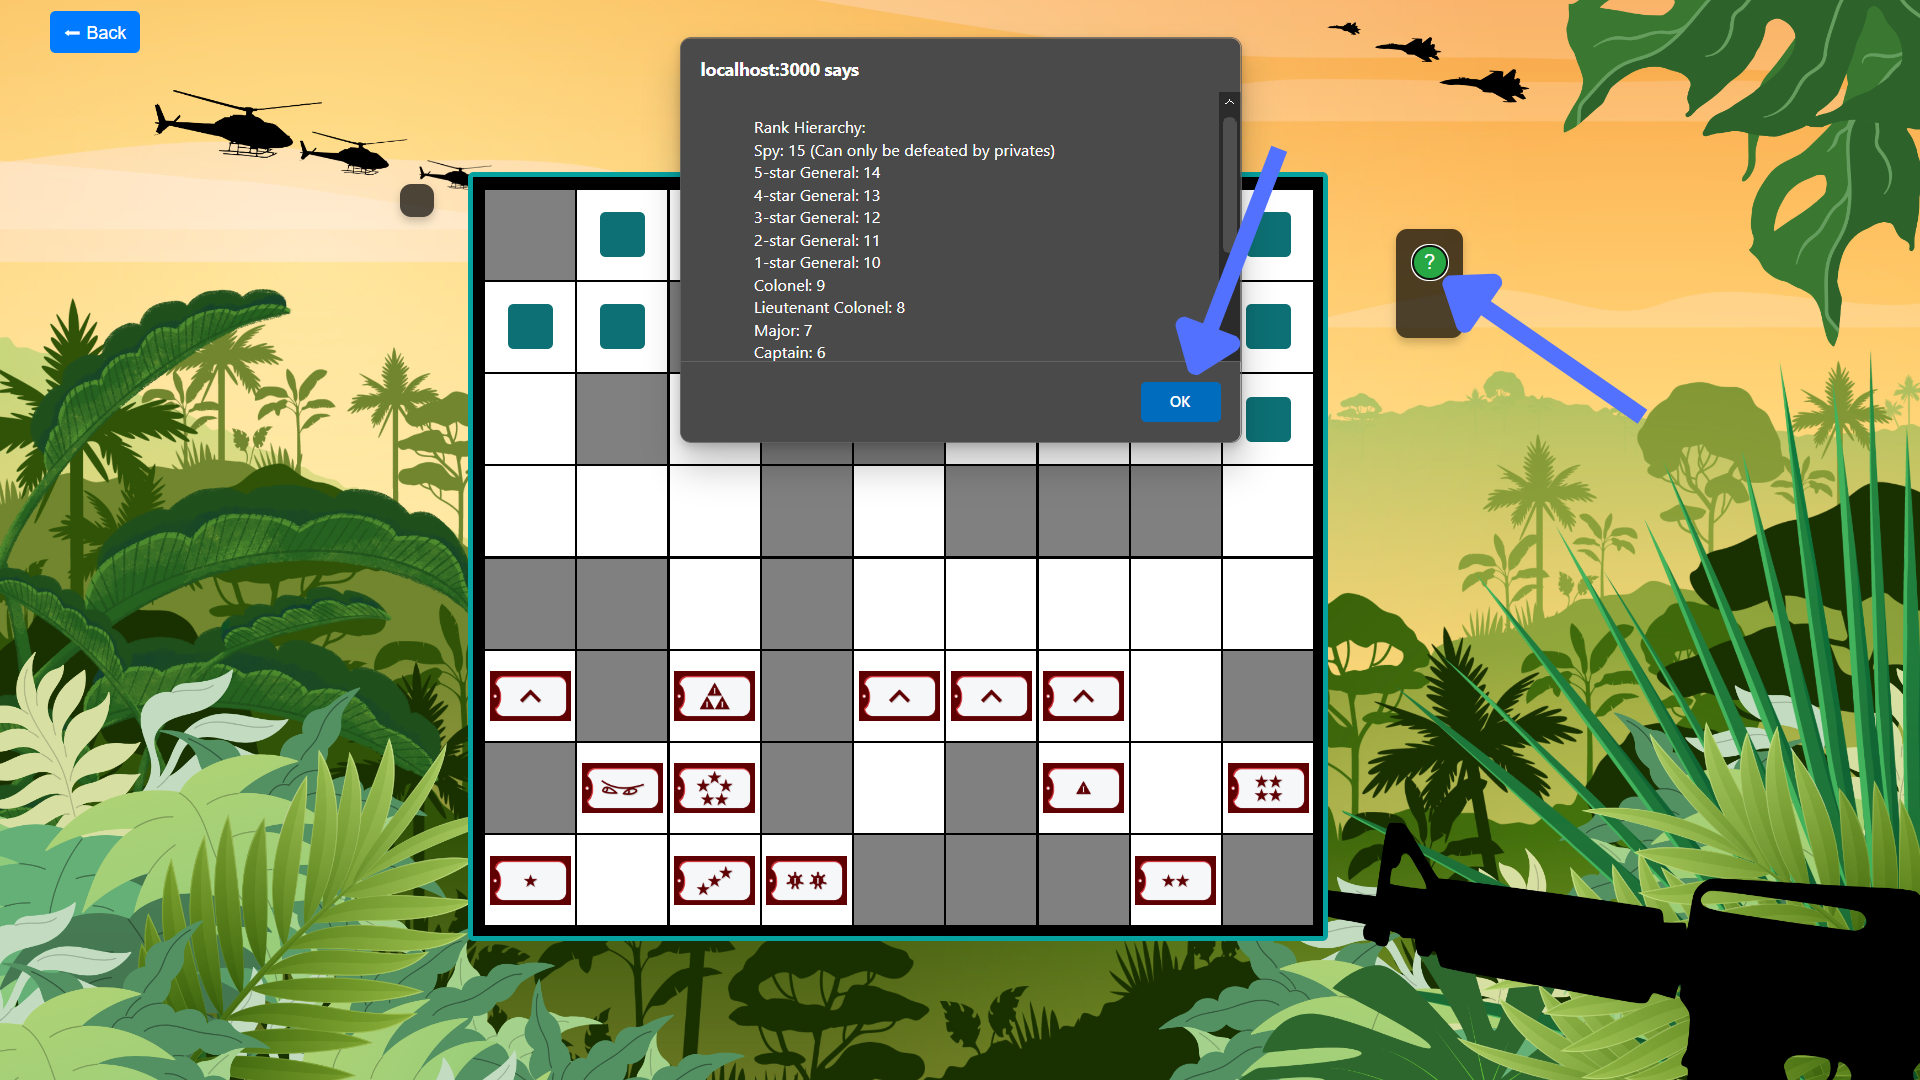 ← Back
localhost:3000 says
Rank Hierarchy:
Spy: 15 (Can only be defeated by privates)
5-star General: 14
4-star General: 13
3-star General: 12
2-star General: 11
1-star General: 10
Colonel: 9
Lieutenant Colonel: 8
Major: 7
Captain: 6
OK
?